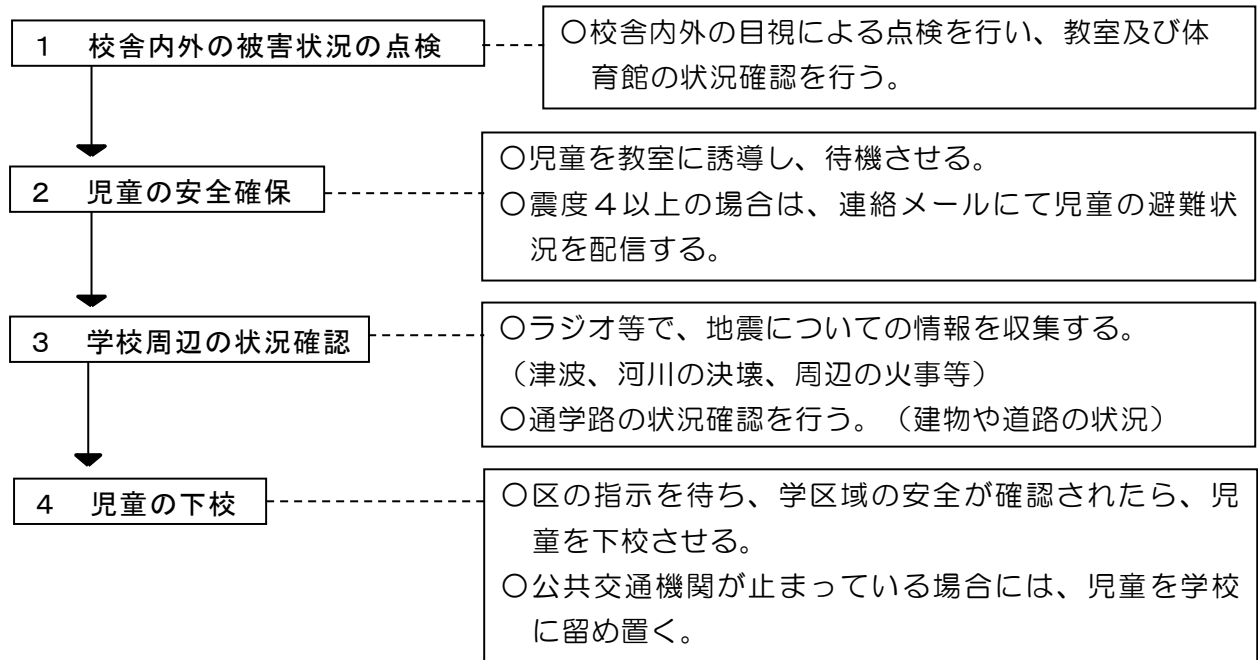 １　校舎内外の被害状況の点検
〇校舎内外の目視による点検を行い、教室及び体
育館の状況確認を行う。
２　児童の安全確保
〇児童を教室に誘導し、待機させる。
〇震度４以上の場合は、連絡メールにて児童の避難状
況を配信する。
３　学校周辺の状況確認
〇ラジオ等で、地震についての情報を収集する。
（津波、河川の決壊、周辺の火事等）
〇通学路の状況確認を行う。（建物や道路の状況）
４　児童の下校
〇区の指示を待ち、学区域の安全が確認されたら、児
童を下校させる。
〇公共交通機関が止まっている場合には、児童を学校
に留め置く。